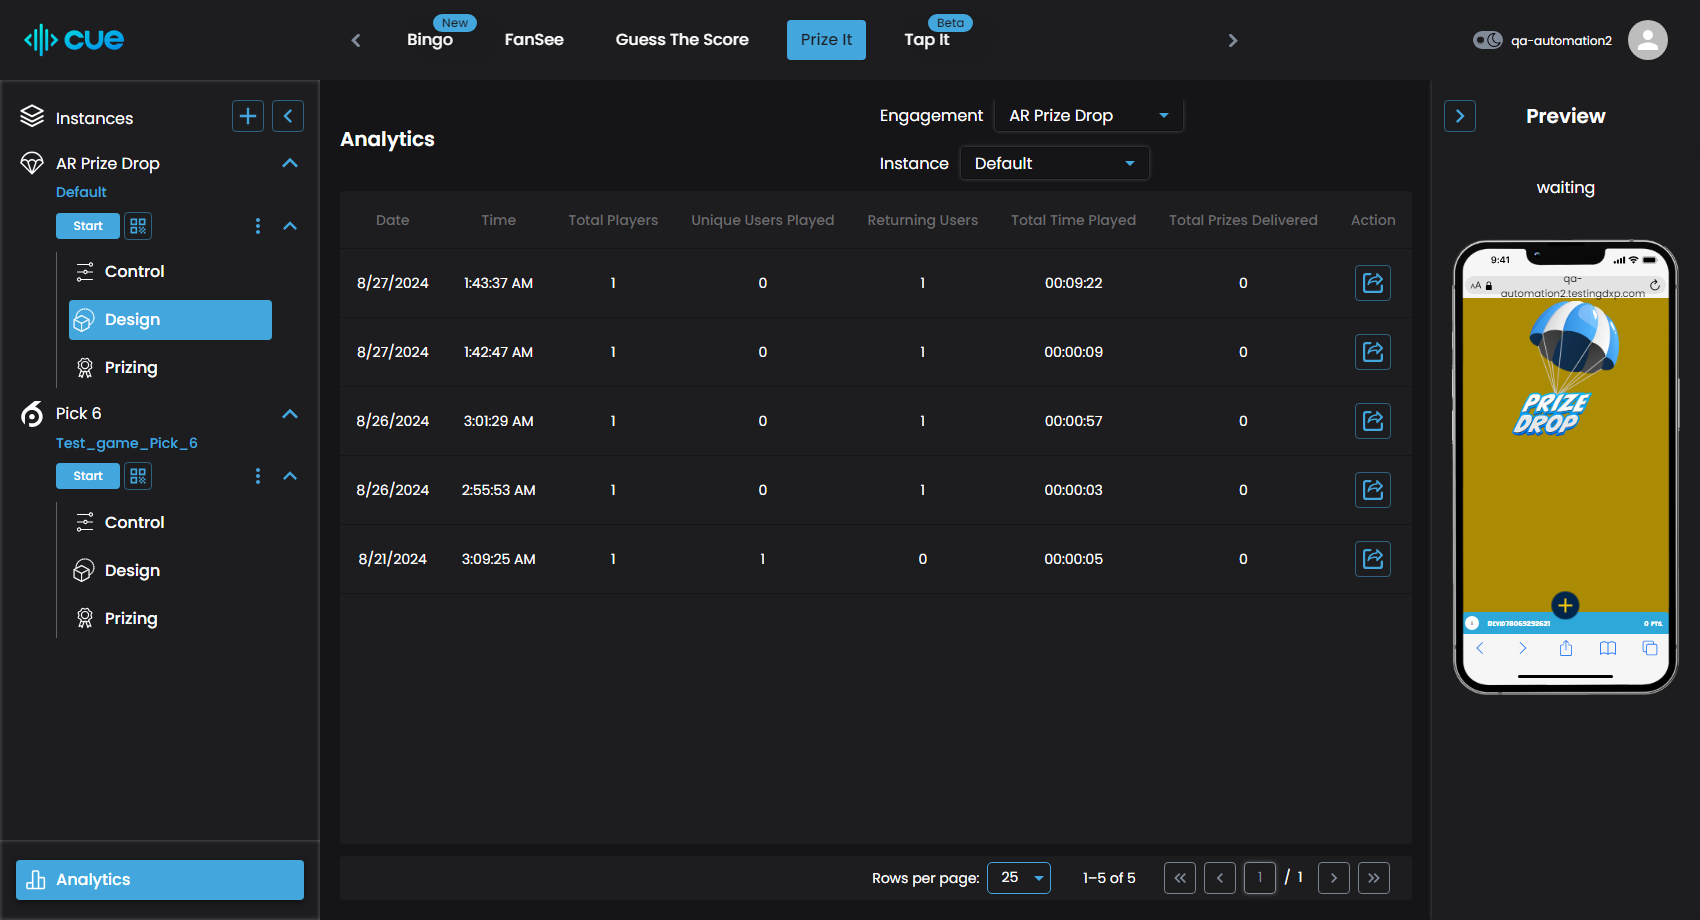 cue
New
Bingo
FanSee
Guess The Score
Prize It
Beta
Tap It
qa-automation2
Instances
AR Prize Drop
Default
Start
Control
Design
Prizing
Pick 6
Test_game_Pick_6
Start
Control
Design
Prizing
Analytics
Analytics
Engagement AR Prize Drop
Instance Default
Date Time Total Players Unique Users Played Returning Users Total Time Played Total Prizes Delivered Action
8/27/2024 1:43:37 AM 1 0 1 00:09:22 0
8/27/2024 1:42:47 AM 1 0 1 00:00:09 0
8/26/2024 3:01:29 AM 1 0 1 00:00:57 0
8/26/2024 2:55:53 AM 1 0 1 00:00:03 0
8/21/2024 3:09:25 AM 1 1 0 00:00:05 0
Rows per page: 25 1–5 of 5 1 / 1
Preview
waiting
9:41
AA
qa-
automation2.testingdxp.com
PRIZE
DROP
0 PTS.